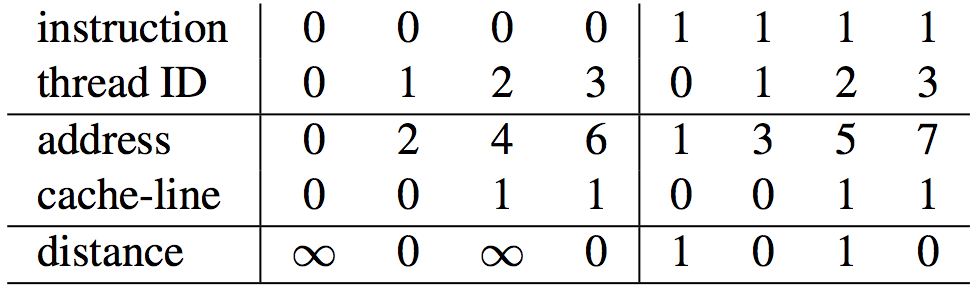 instruction 0 0 0 0 1 1 1 1
thread ID 0 1 2 3 0 1 2 3
address 0 2 4 6 1 3 5 7
cache-line 0 0 1 1 0 0 1 1
distance ∞ 0 ∞ 0 1 0 1 0